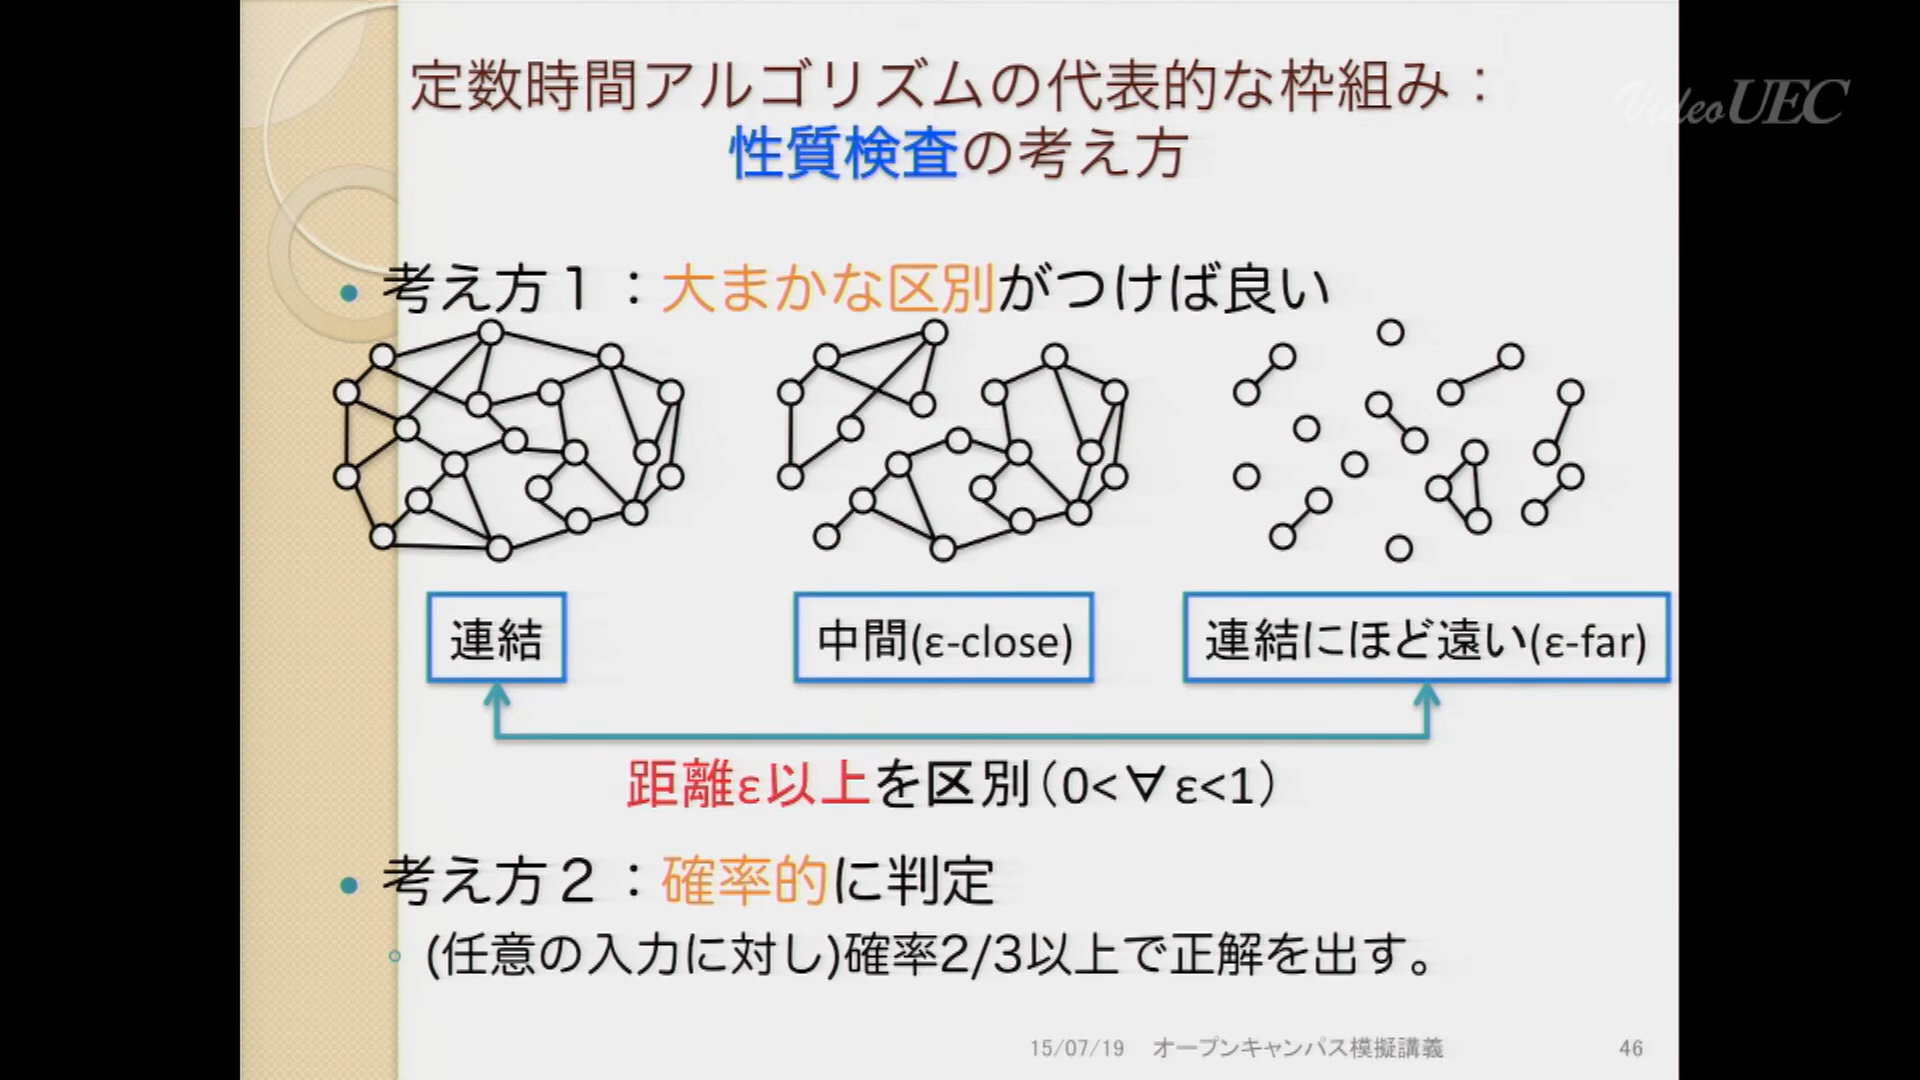 定数時間アルゴリズムの代表的な枠組み：
性質検査の考え方
VideoUEC
• 考え方１：大まかな区別がつけば良い
連結
中間(ε-close)
連結にほど遠い(ε-far)
距離ε以上を区別（0<∀ε<1）
• 考え方２：確率的に判定
◦ (任意の入力に対し)確率2/3以上で正解を出す。
15/07/19 オープンキャンパス模擬講義 46